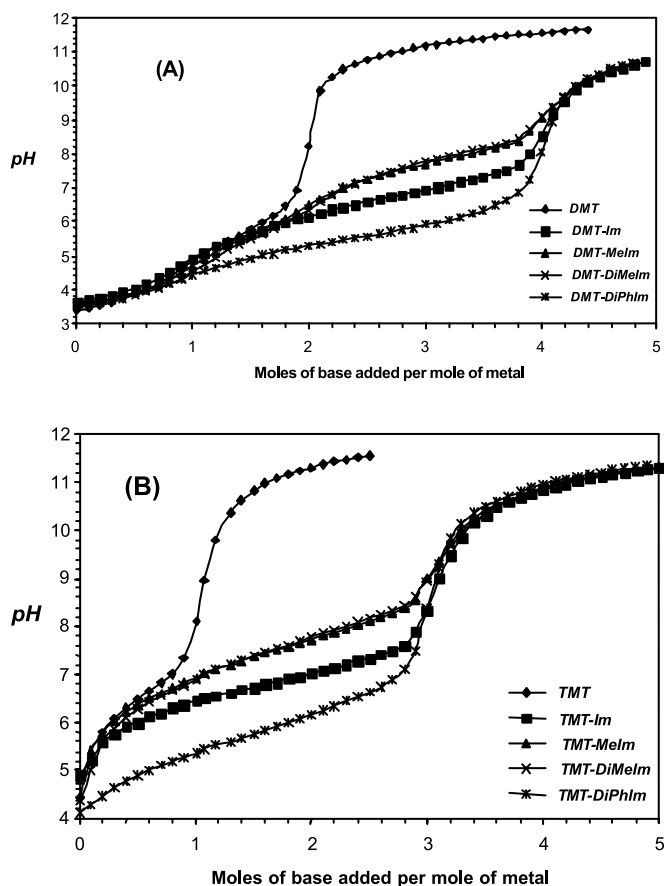 12
11
10
9
8
7
6
5
4
3
pH
(A)
DMT
DMT-Im
DMT-MeIm
DMT-DiMeIm
DMT-DiPhIm
0 1 2 3 4 5
Moles of base added per mole of metal
12
11
10
9
8
7
6
5
4
pH
(B)
TMT
TMT-Im
TMT-MeIm
TMT-DiMeIm
TMT-DiPhIm
0 1 2 3 4 5
Moles of base added per mole of metal